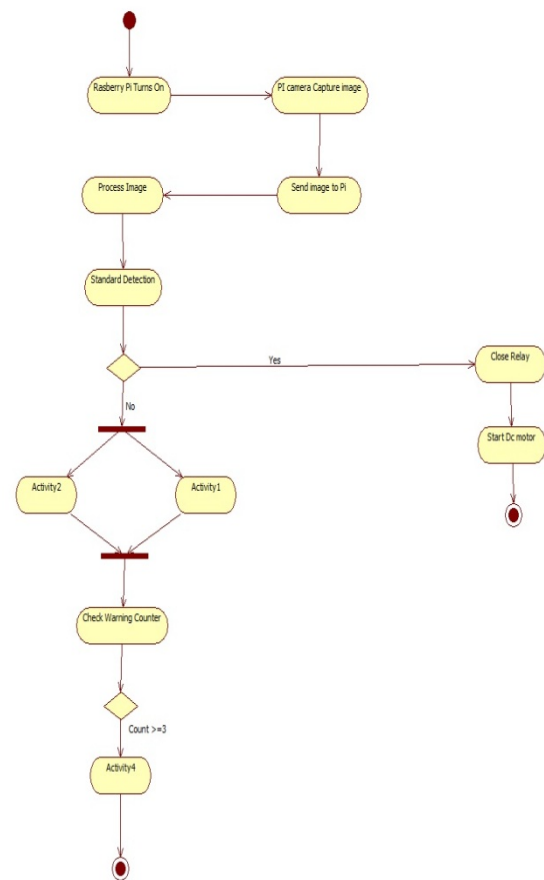 Rasberry Pi Turns On
PI camera Capture image
Process Image
Send image to Pi
Standard Detection
Yes
Close Relay
No
Start Dc motor
Activity2
Activity1
Check Warning Counter
Count >=3
Activity4